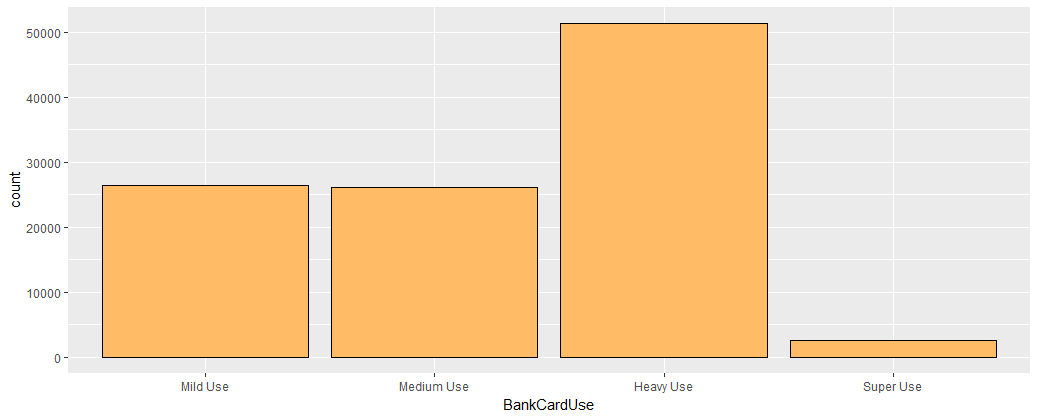 count
50000
40000
30000
20000
10000
0
Mild Use
Medium Use
Heavy Use
Super Use
BankCardUse